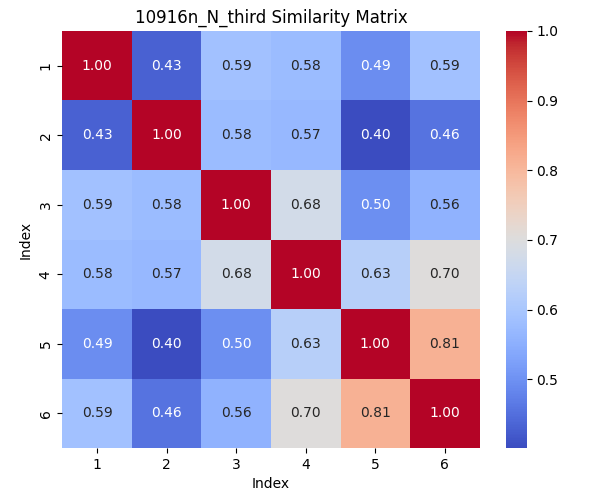 10916n_N_third Similarity Matrix
1 1.00 0.43 0.59 0.58 0.49 0.59
2 0.43 1.00 0.58 0.57 0.40 0.46
3 0.59 0.58 1.00 0.68 0.50 0.56
4 0.58 0.57 0.68 1.00 0.63 0.70
5 0.49 0.40 0.50 0.63 1.00 0.81
6 0.59 0.46 0.56 0.70 0.81 1.00
1 2 3 4 5 6
Index
Index
1.0
0.9
0.8
0.7
0.6
0.5